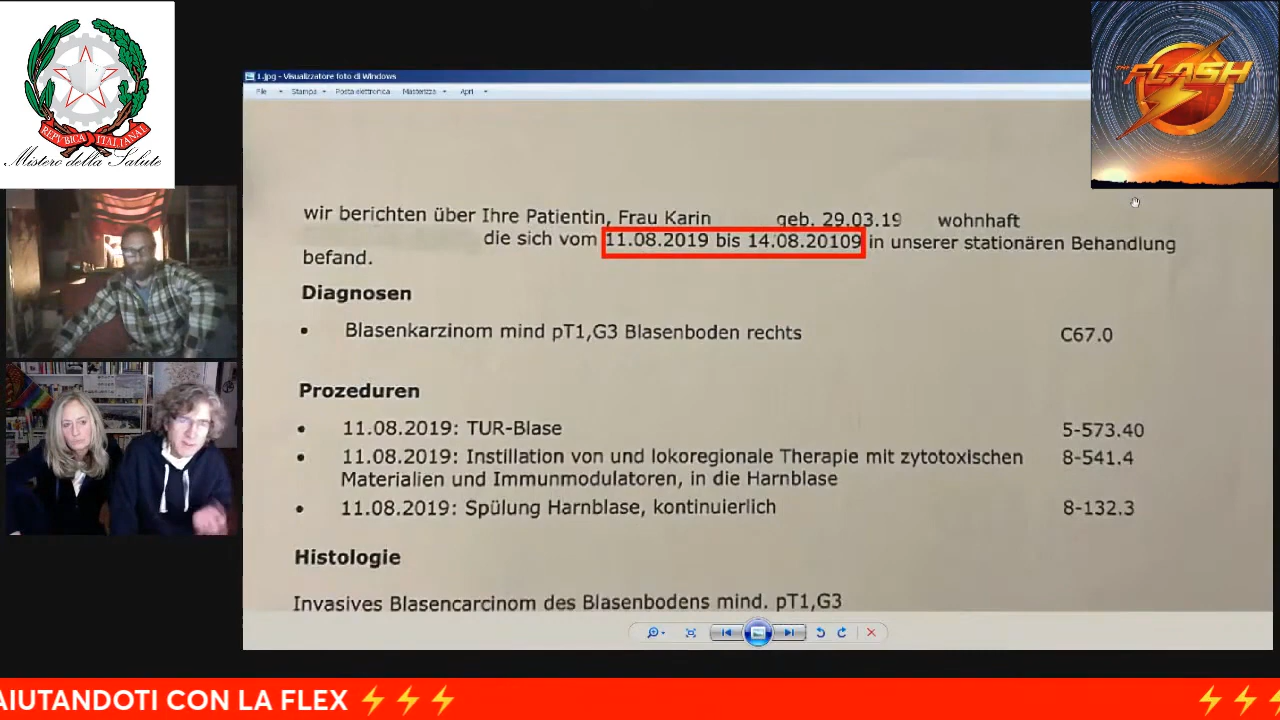 REPVBBLICA ITALIANA
Mistero della Salute
THE FLASH
1.jpg - Visualizzatore foto di Windows
File Stampa Posta elettronica Masterizza Apri
wir berichten über Ihre Patientin, Frau Karin geb. 29.03.19 wohnhaft
die sich vom 11.08.2019 bis 14.08.20109 in unserer stationären Behandlung
befand.
Diagnosen
• Blasenkarzinom mind pT1,G3 Blasenboden rechts C67.0
Prozeduren
• 11.08.2019: TUR-Blase 5-573.40
• 11.08.2019: Instillation von und lokoregionale Therapie mit zytotoxischen 8-541.4
Materialien und Immunmodulatoren, in die Harnblase
• 11.08.2019: Spülung Harnblase, kontinuierlich 8-132.3
Histologie
Invasives Blasencarcinom des Blasenbodens mind. pT1,G3
AIUTANDOTI CON LA FLEX ⚡⚡⚡ ⚡⚡⚡